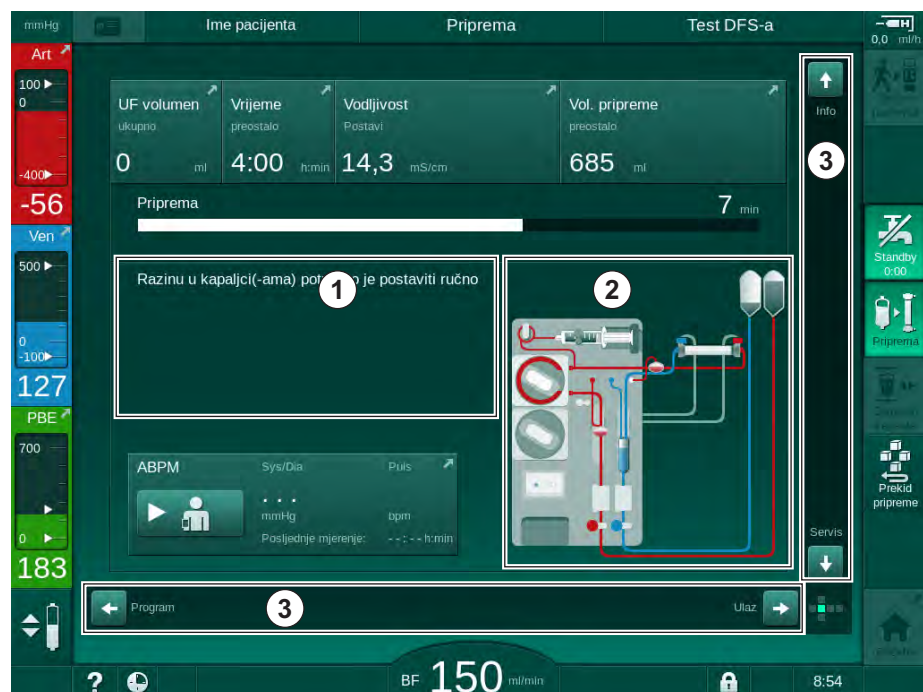 mmHg
Ime pacijenta
Priprema
Test DFS-a
0,0 ml/h
Art
100
0
-400
-56
Ven
500
0
-100
127
PBE
700
0
183
UF volumen
ukupno
0 ml
Vrijeme
preostalo
4:00 h:min
Vodljivost
Postavi
14,3 mS/cm
Vol. pripreme
preostalo
685 ml
Priprema
7 min
Razinu u kapaljci(-ama) je postaviti ručno
1
2
3
ABPM
Sys/Dia
Puls
. . .
mmHg
bpm
Posljednje mjerenje: --:-- h:min
Info
3
Servis
Program
Ulaz
Standby
0:00
Priprema
Prekid
pripreme
?
BF 150 ml/min
8:54